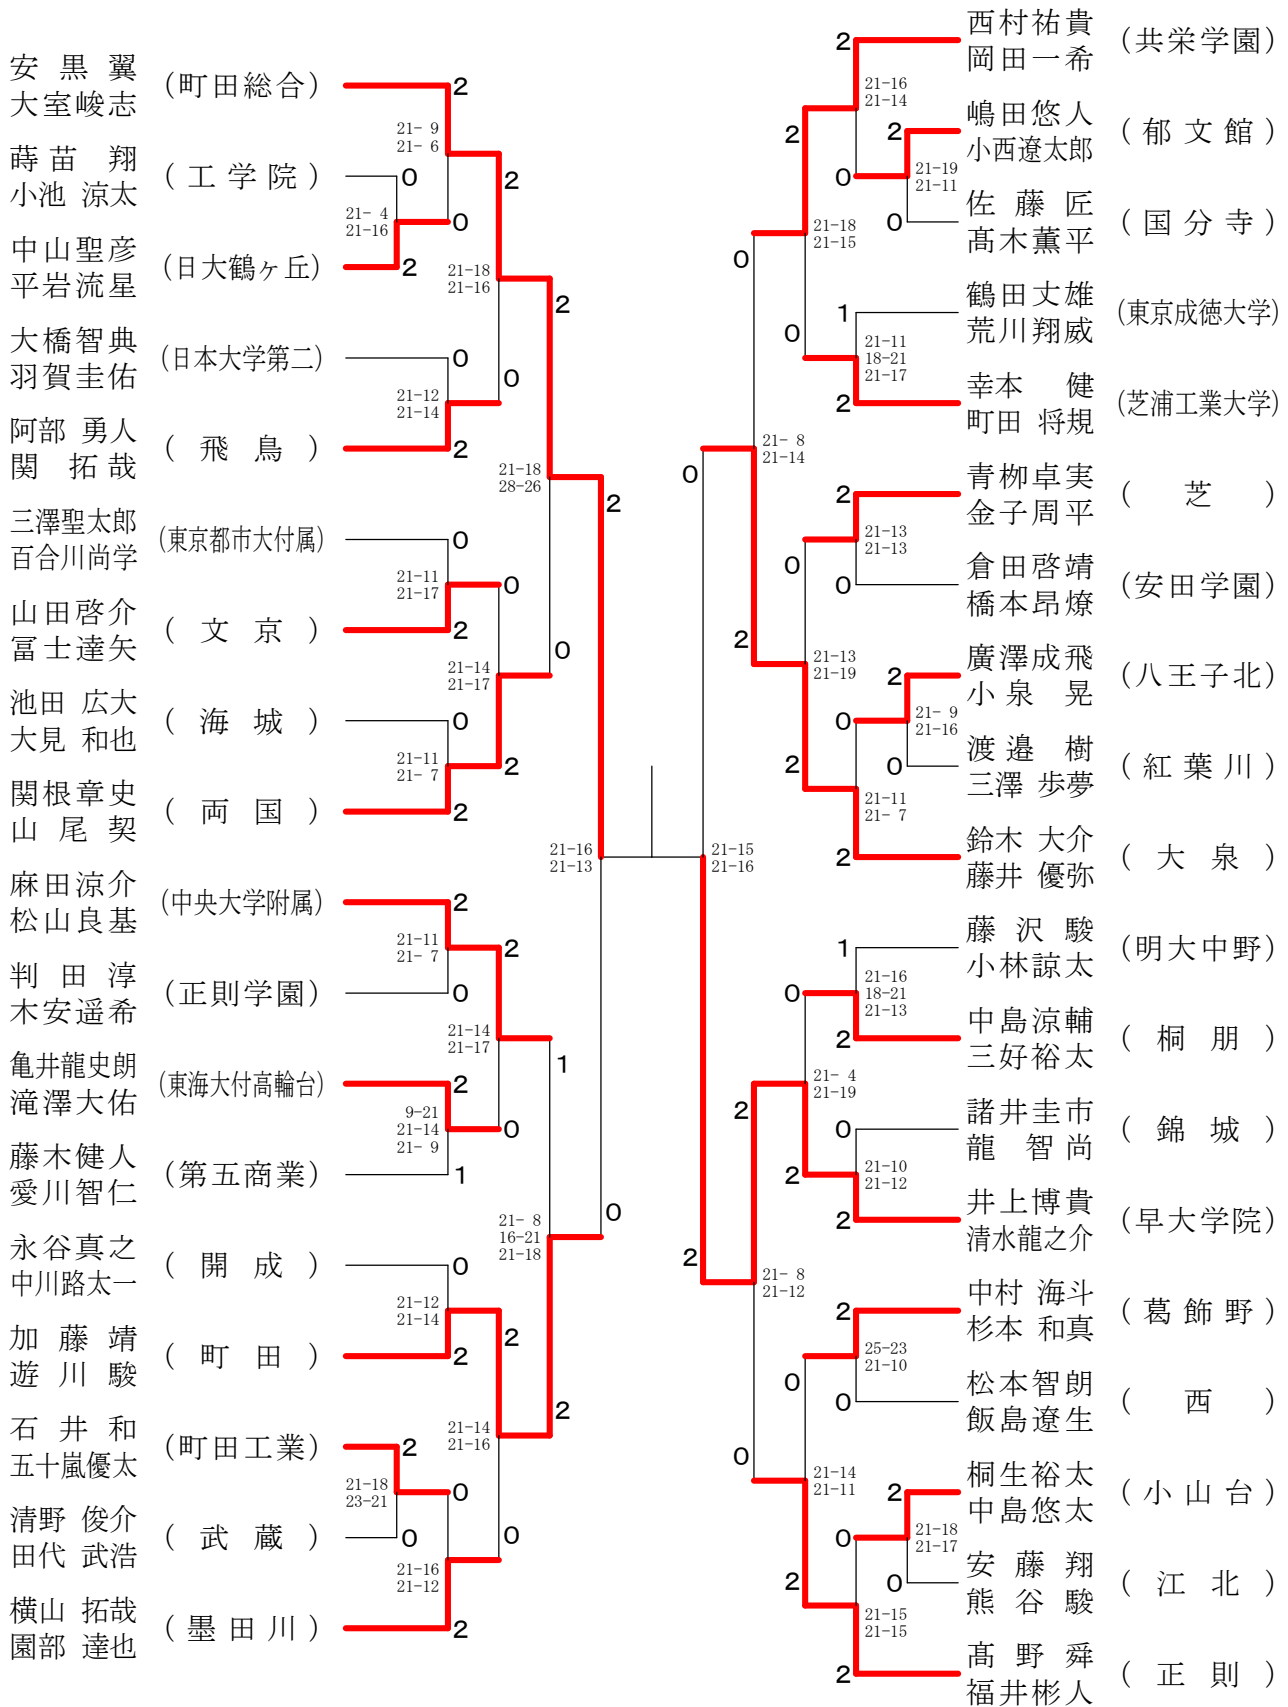 安黒翼
大室峻志
(町田総合)
2
21- 9
21- 6
2
蒔苗 翔
小池 涼太
(工学院)
0
21- 4
21-16
0
中山聖彦
平岩流星
(日大鶴ヶ丘)
2
21-18
21-16
2
大橋智典
羽賀圭佑
(日本大学第二)
0
21-12
21-14
0
阿部 勇人
関 拓哉
(飛鳥)
2
21-18
28-26
2
三澤聖太郎
百合川尚学
(東京都市大付属)
0
21-11
21-17
0
山田啓介
冨士達矢
(文京)
2
21-14
21-17
0
池田 広大
大見 和也
(海城)
0
21-11
21- 7
2
関根章史
山尾契
(両国)
2
21-16
21-13
麻田涼介
松山良基
(中央大学附属)
2
21-11
21- 7
2
判田淳
木安遥希
(正則学園)
0
21-14
21-17
1
亀井龍史朗
滝澤大佑
(東海大付高輪台)
2
9-21
21-14
21- 9
0
藤木健人
愛川智仁
(第五商業)
1
21- 8
16-21
21-18
0
永谷真之
中川路太一
(開成)
0
21-12
21-14
2
加藤靖
遊川駿
(町田)
2
21-14
21-16
2
石井和
五十嵐優太
(町田工業)
2
21-18
23-21
0
清野 俊介
田代 武浩
(武蔵)
0
21-16
21-12
0
横山 拓哉
園部 達也
(墨田川)
2
2
西村祐貴
岡田一希
(共栄学園)
21-16
21-14
2
2
嶋田悠人
小西遼太郎
(郁文館)
0
21-19
21-11
0
佐藤匠
髙木薫平
(国分寺)
21-18
21-15
0
1
鶴田丈雄
荒川翔威
(東京成徳大学)
0
21-11
18-21
21-17
2
幸本 健
町田 将規
(芝浦工業大学)
21- 8
21-14
0
2
青栁卓実
金子周平
(芝)
21-13
21-13
0
0
倉田啓靖
橋本昂燎
(安田学園)
2
21-13
21-19
2
廣澤成飛
小泉晃
(八王子北)
0
21- 9
21-16
2
0
渡邉樹
三澤 歩夢
(紅葉川)
21-11
21- 7
2
鈴木 大介
藤井 優弥
(大泉)
21-15
21-16
1
藤沢駿
小林諒太
(明大中野)
0
21-16
18-21
21-13
2
中島涼輔
三好裕太
(桐朋)
2
21- 4
21-19
0
諸井圭市
龍智尚
(錦城)
2
21-10
21-12
2
井上博貴
清水龍之介
(早大学院)
2
21- 8
21-12
2
中村 海斗
杉本 和真
(葛飾野)
0
25-23
21-10
0
松本智朗
飯島遼生
(西)
0
21-14
21-11
2
桐生裕太
中島悠太
(小山台)
0
21-18
21-17
2
0
安藤翔
熊谷駿
(江北)
21-15
21-15
2
髙野舜
福井彬人
(正則)